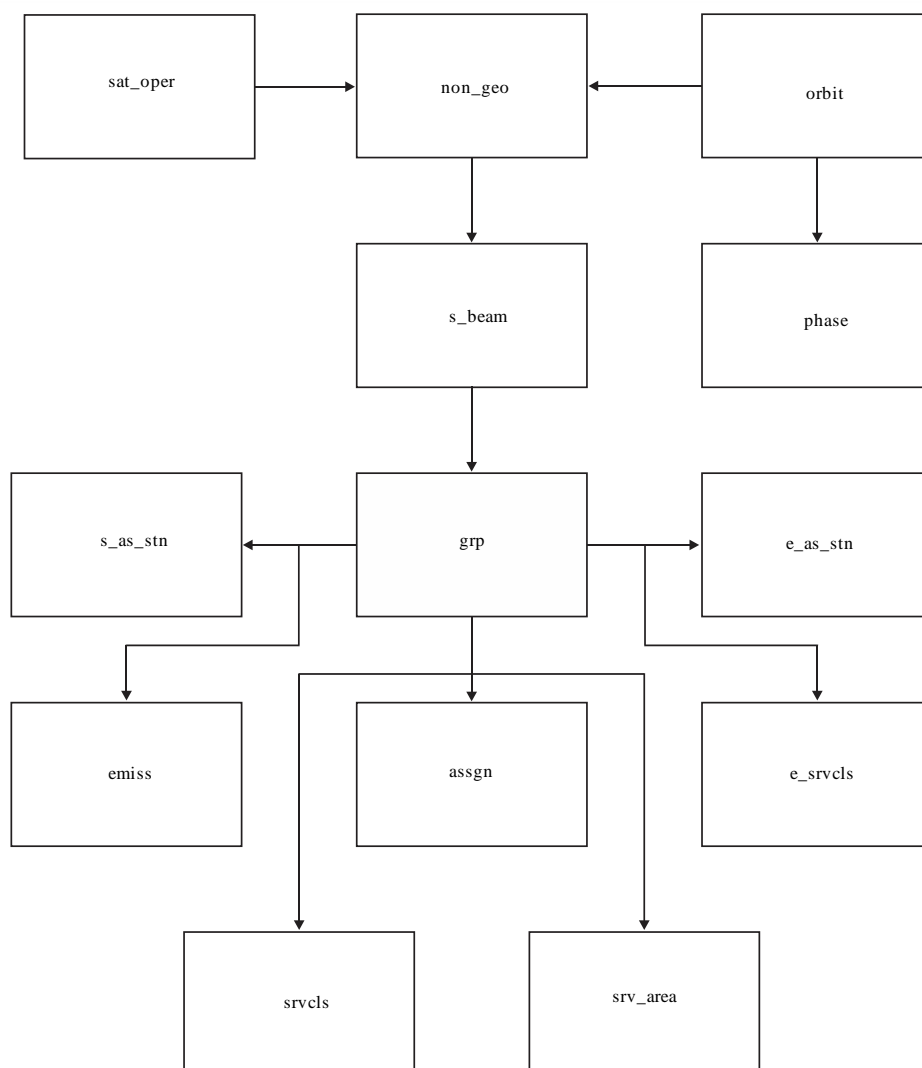 sat_oper
non_geo
orbit
s_beam
phase
s_as_stn
grp
e_as_stn
emiss
assgn
e_srvcls
srvcls
srv_area